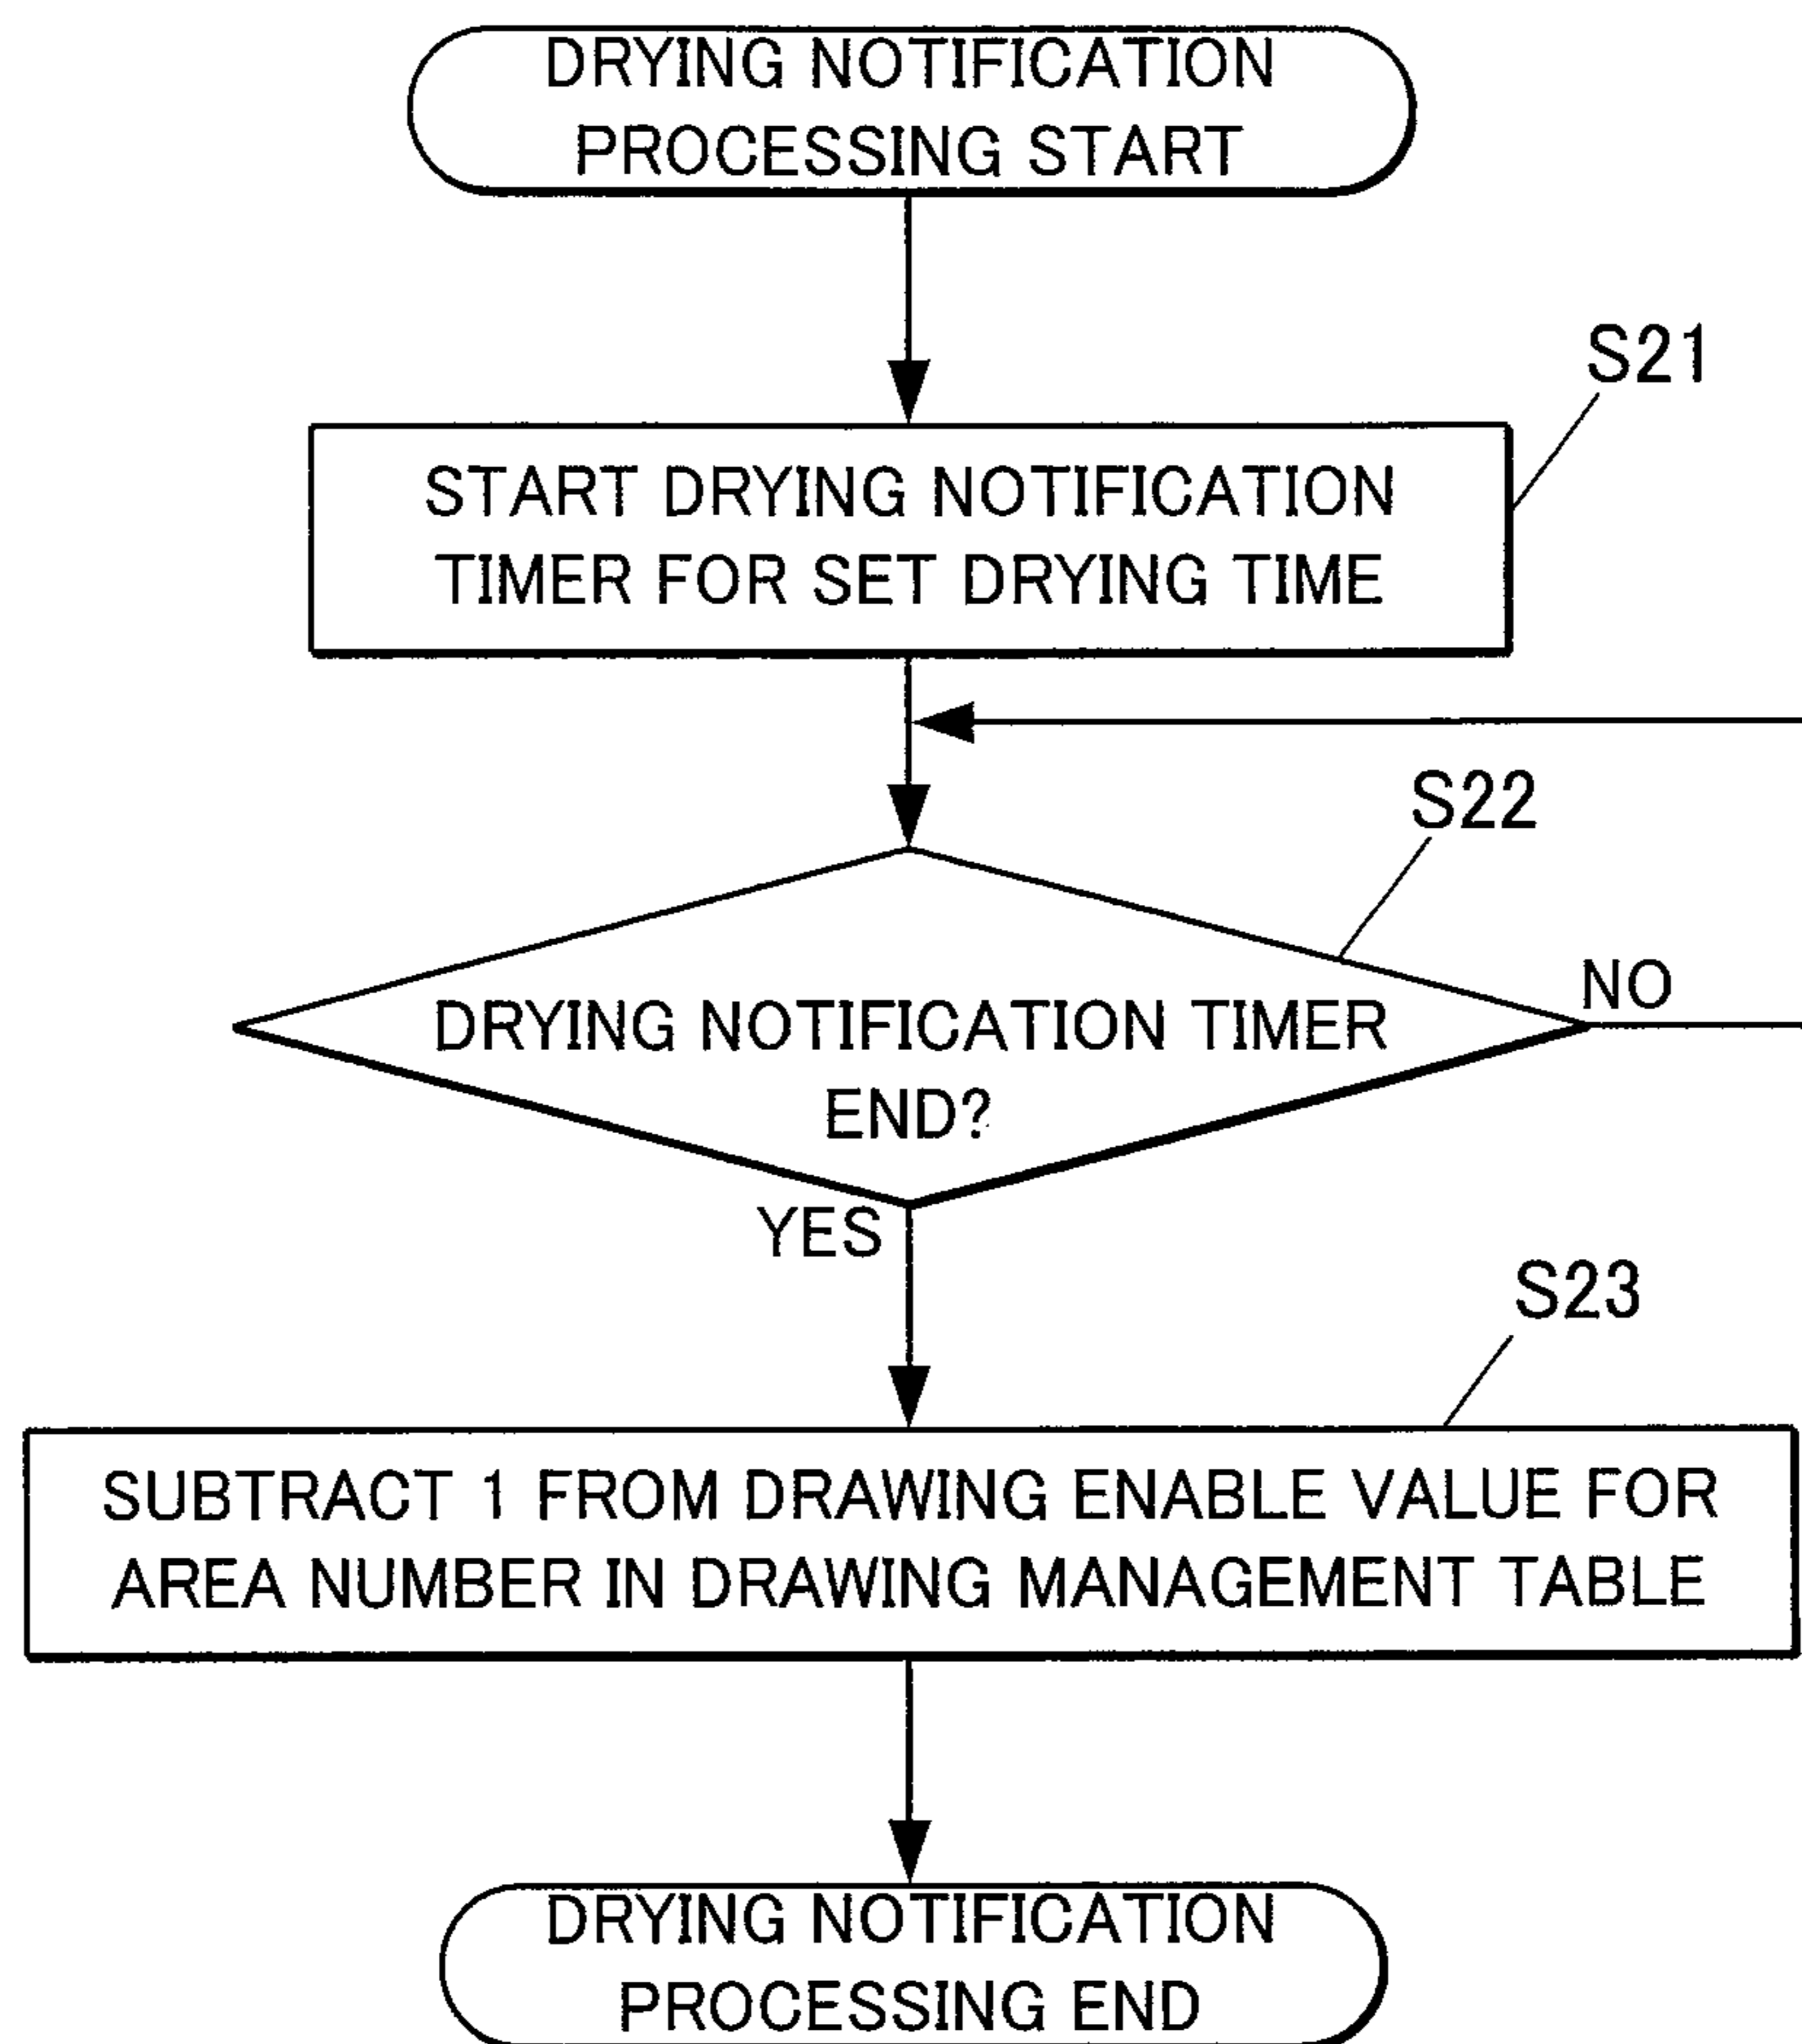 DRYING NOTIFICATION
PROCESSING START
S21
START DRYING NOTIFICATION
TIMER FOR SET DRYING TIME
S22
NO
DRYING NOTIFICATION TIMER
END?
YES
S23
SUBTRACT 1 FROM DRAWING ENABLE VALUE FOR
AREA NUMBER IN DRAWING MANAGEMENT TABLE
DRYING NOTIFICATION
PROCESSING END